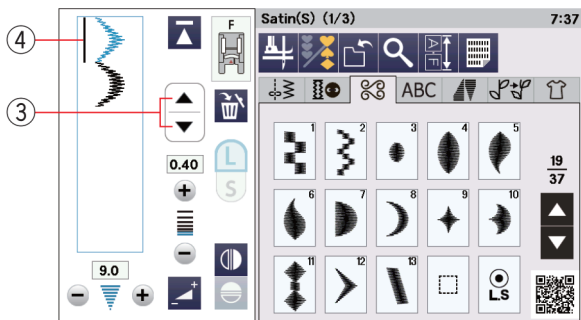 Satin(S) (1/3) 7:37
F
4
3
ABC
A F
1 2 3 4 5
0.40
L
S
19
37
6 7 8 9 10
11 12 13
L.S
9.0